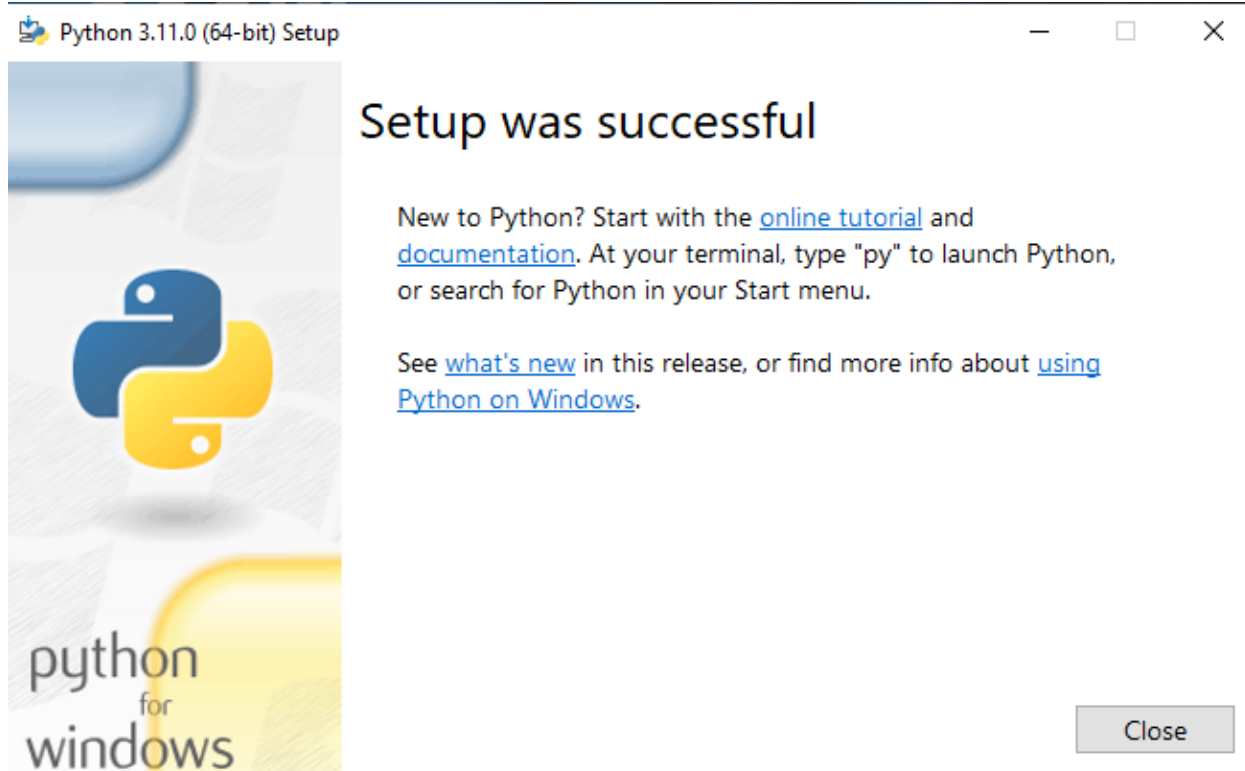 Python 3.11.0 (64-bit) Setup
Setup was successful
New to Python? Start with the online tutorial and
documentation. At your terminal, type "py" to launch Python,
or search for Python in your Start menu.
See what's new in this release, or find more info about using
Python on Windows.
python
for
windows
Close